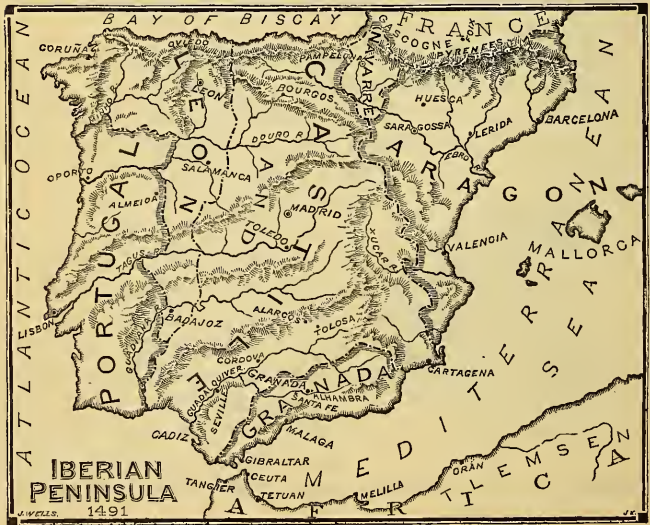 BAY OF BISCAY
FRANCE
GASCOGNE
FOIX
PYRENEES
ATLANTIC OCEAN
CORUÑA
OVIEDO
PAMPELONA
NAVARRE
LEON
LEON
BOURGOS
HUESCA
BARCELONA
SARAGOSSA
LERIDA
DOURO R.
EBRO
ARAGON
OPORTO
SALAMANCA
CASTILE
AND
ALMEIDA
MADRID
TOLEDO
XUCAR R.
VALENCIA
MALLORCA
PORTUGAL
TAGUS
LISBON
BADAJOZ
GUADIANA
ALARCOS
TOLOSA
CORDOVA
GUADALQUIVER
SEVILLE
GRANADA
GRANADA
ALHAMBRA
SANTA FE
CARTAGENA
MALAGA
CADIZ
GIBRALTAR
CEUTA
TANGIER
TETUAN
MELILLA
ORAN
TLEMSEN
MEDITERRANEAN
SEA
AFRICA
IBERIAN
PENINSULA
1491
J. WELLS.